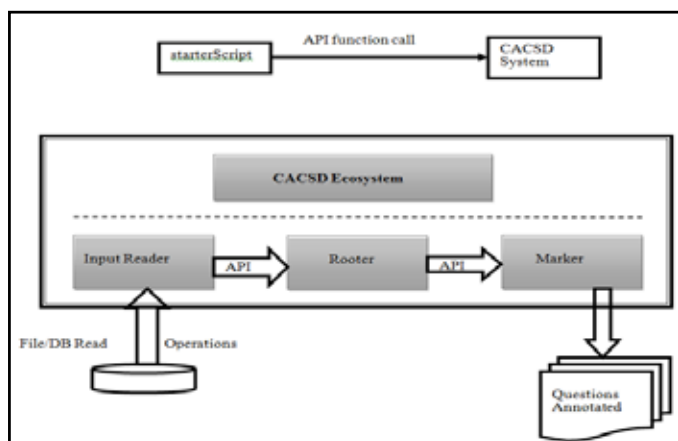 API function call
starterScript
CACSD
System
CACSD Ecosystem
Input Reader
API
Rooter
API
Marker
File/DB Read
Operations
Questions
Annotated